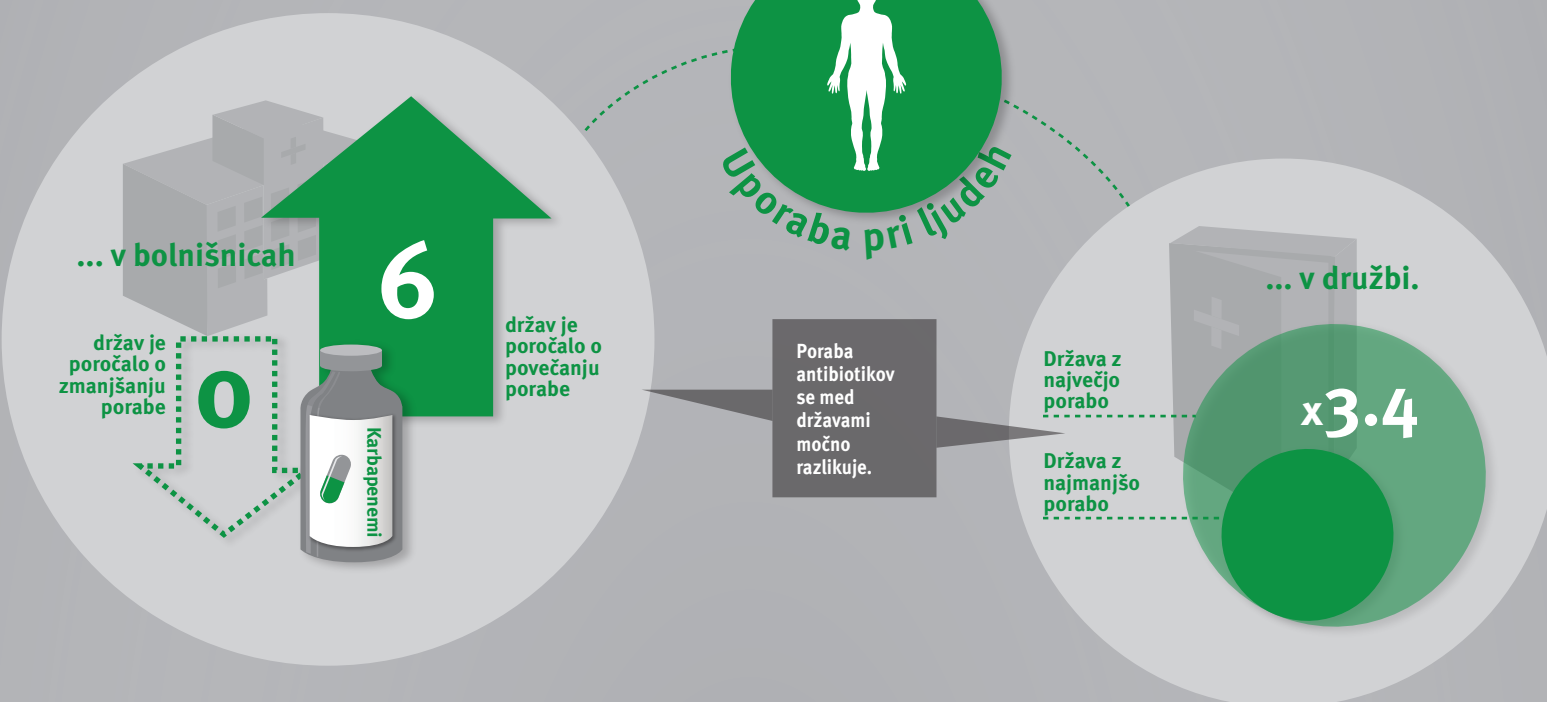 Uporaba pri ljudeh
... v bolnišnicah
držav je
poročalo o
zmanjšanju
porabe
0
6
držav je
poročalo o
povečanju
porabe
Karbapenemi
Poraba
antibiotikov
se med
državami
močno
razlikuje.
... v družbi.
Država z
največjo
porabo
x3.4
Država z
najmanjšo
porabo